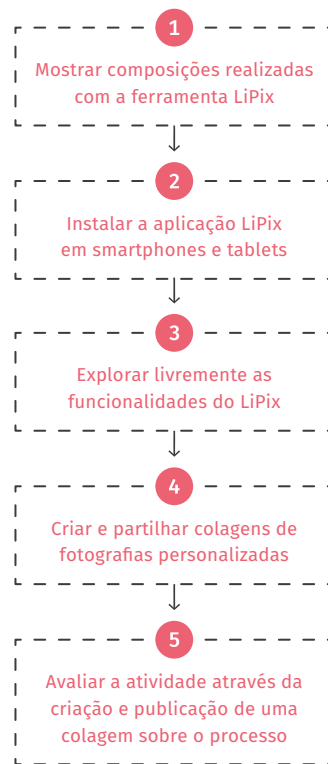 1
Mostrar composições realizadas
com a ferramenta LiPix
2
Instalar a aplicação LiPix
em smartphones e tablets
3
Explorar livremente as
funcionalidades do LiPix
4
Criar e partilhar colagens de
fotografias personalizadas
5
Avaliar a atividade através da
criação e publicação de uma
colagem sobre o processo